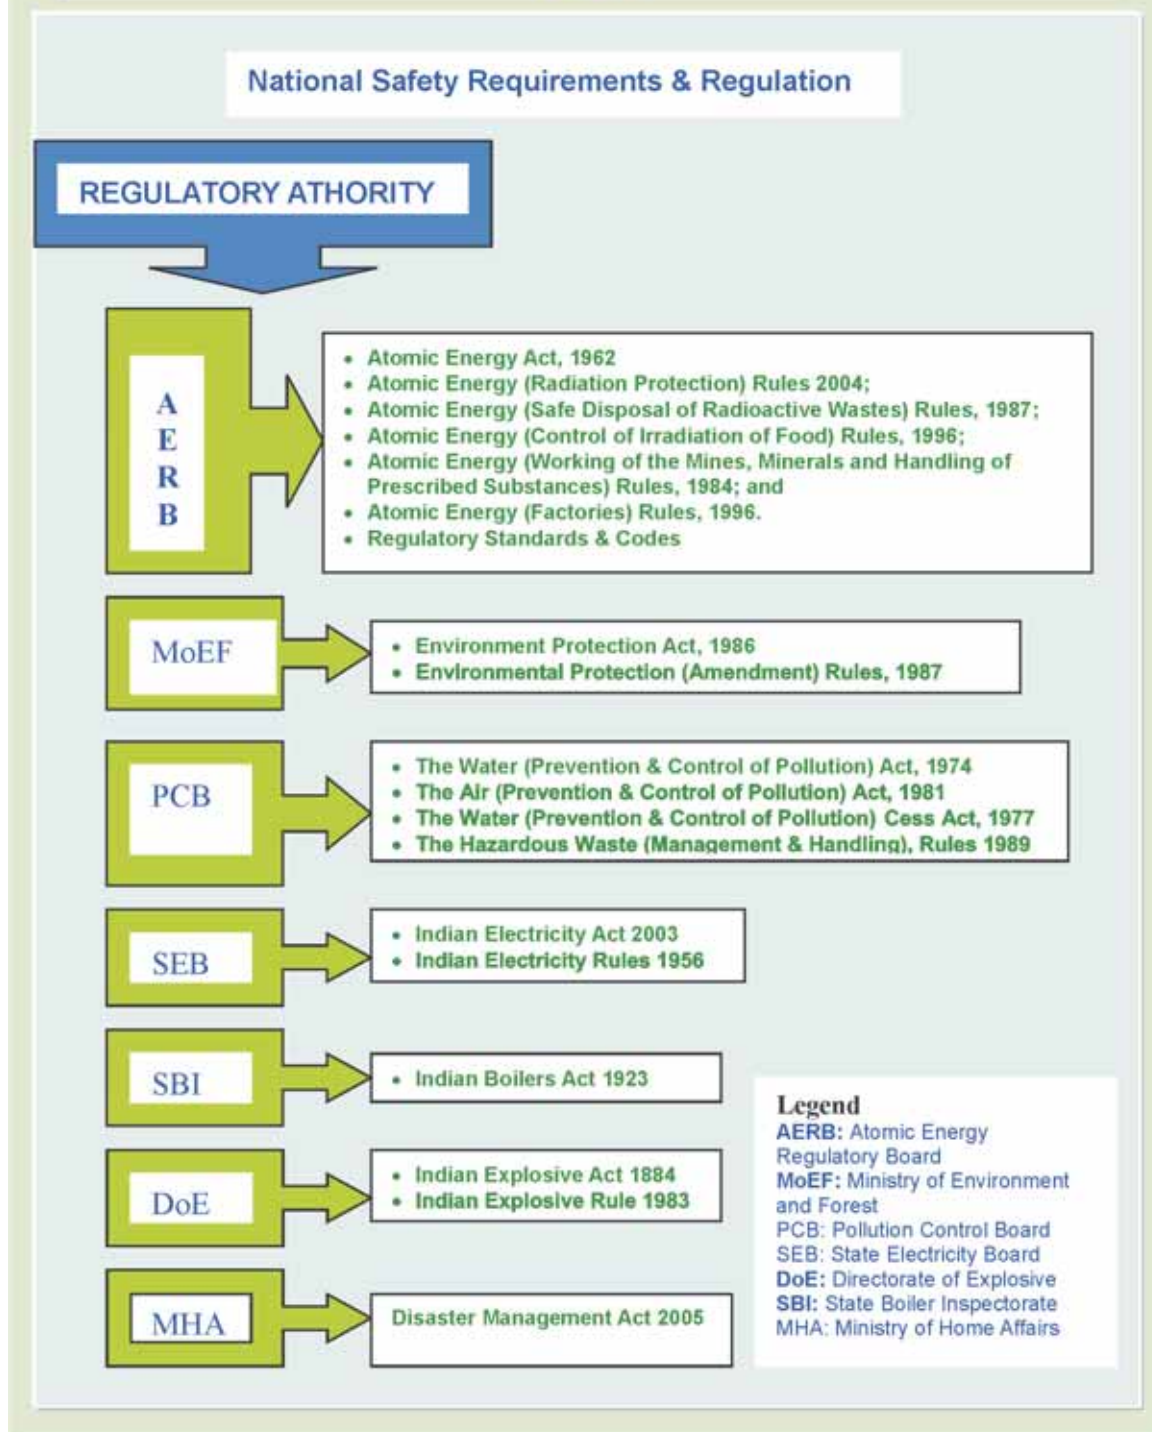 National Safety Requirements & Regulation
REGULATORY ATHORITY
A
E
R
B
• Atomic Energy Act, 1962
• Atomic Energy (Radiation Protection) Rules 2004;
• Atomic Energy (Safe Disposal of Radioactive Wastes) Rules, 1987;
• Atomic Energy (Control of Irradiation of Food) Rules, 1996;
• Atomic Energy (Working of the Mines, Minerals and Handling of
Prescribed Substances) Rules, 1984; and
• Atomic Energy (Factories) Rules, 1996.
• Regulatory Standards & Codes
MoEF
• Environment Protection Act, 1986
• Environmental Protection (Amendment) Rules, 1987
PCB
• The Water (Prevention & Control of Pollution) Act, 1974
• The Air (Prevention & Control of Pollution) Act, 1981
• The Water (Prevention & Control of Pollution) Cess Act, 1977
• The Hazardous Waste (Management & Handling), Rules 1989
SEB
• Indian Electricity Act 2003
• Indian Electricity Rules 1956
SBI
• Indian Boilers Act 1923
DoE
• Indian Explosive Act 1884
• Indian Explosive Rule 1983
MHA
Disaster Management Act 2005
Legend
AERB: Atomic Energy
Regulatory Board
MoEF: Ministry of Environment
and Forest
PCB: Pollution Control Board
SEB: State Electricity Board
DoE: Directorate of Explosive
SBI: State Boiler Inspectorate
MHA: Ministry of Home Affairs